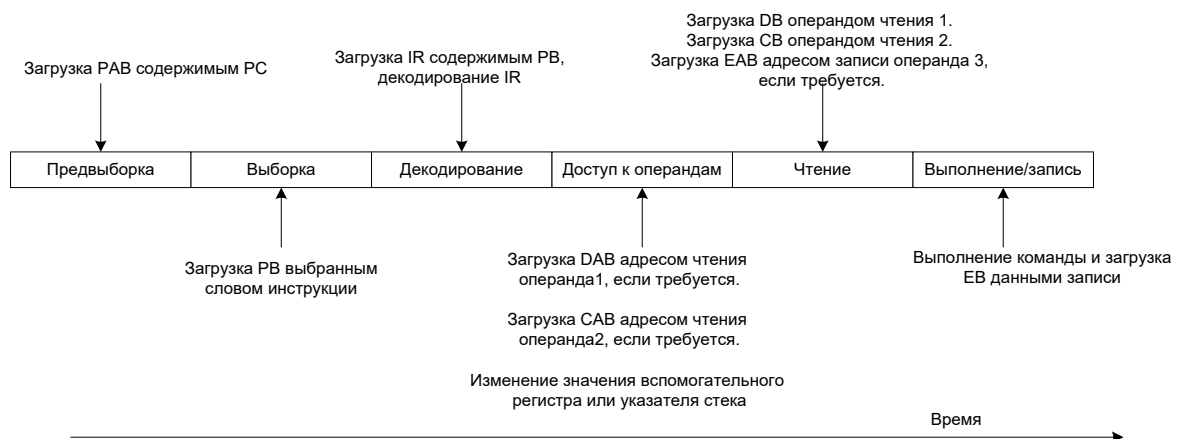 Загрузка DB операндом чтения 1.
Загрузка CB операндом чтения 2.
Загрузка EAB адресом записи операнда 3,
если требуется.
Загрузка IR содержимым PB,
декодирование IR
Загрузка PAB содержимым PC
Предвыборка
Выборка
Декодирование
Доступ к операндам
Чтение
Выполнение/запись
Загрузка PB выбранным
словом инструкции
Загрузка DAB адресом чтения
операнда1, если требуется.
Загрузка CAB адресом чтения
операнда2, если требуется.
Изменение значения вспомогательного
регистра или указателя стека
Выполнение команды и загрузка
EB данными записи
Время